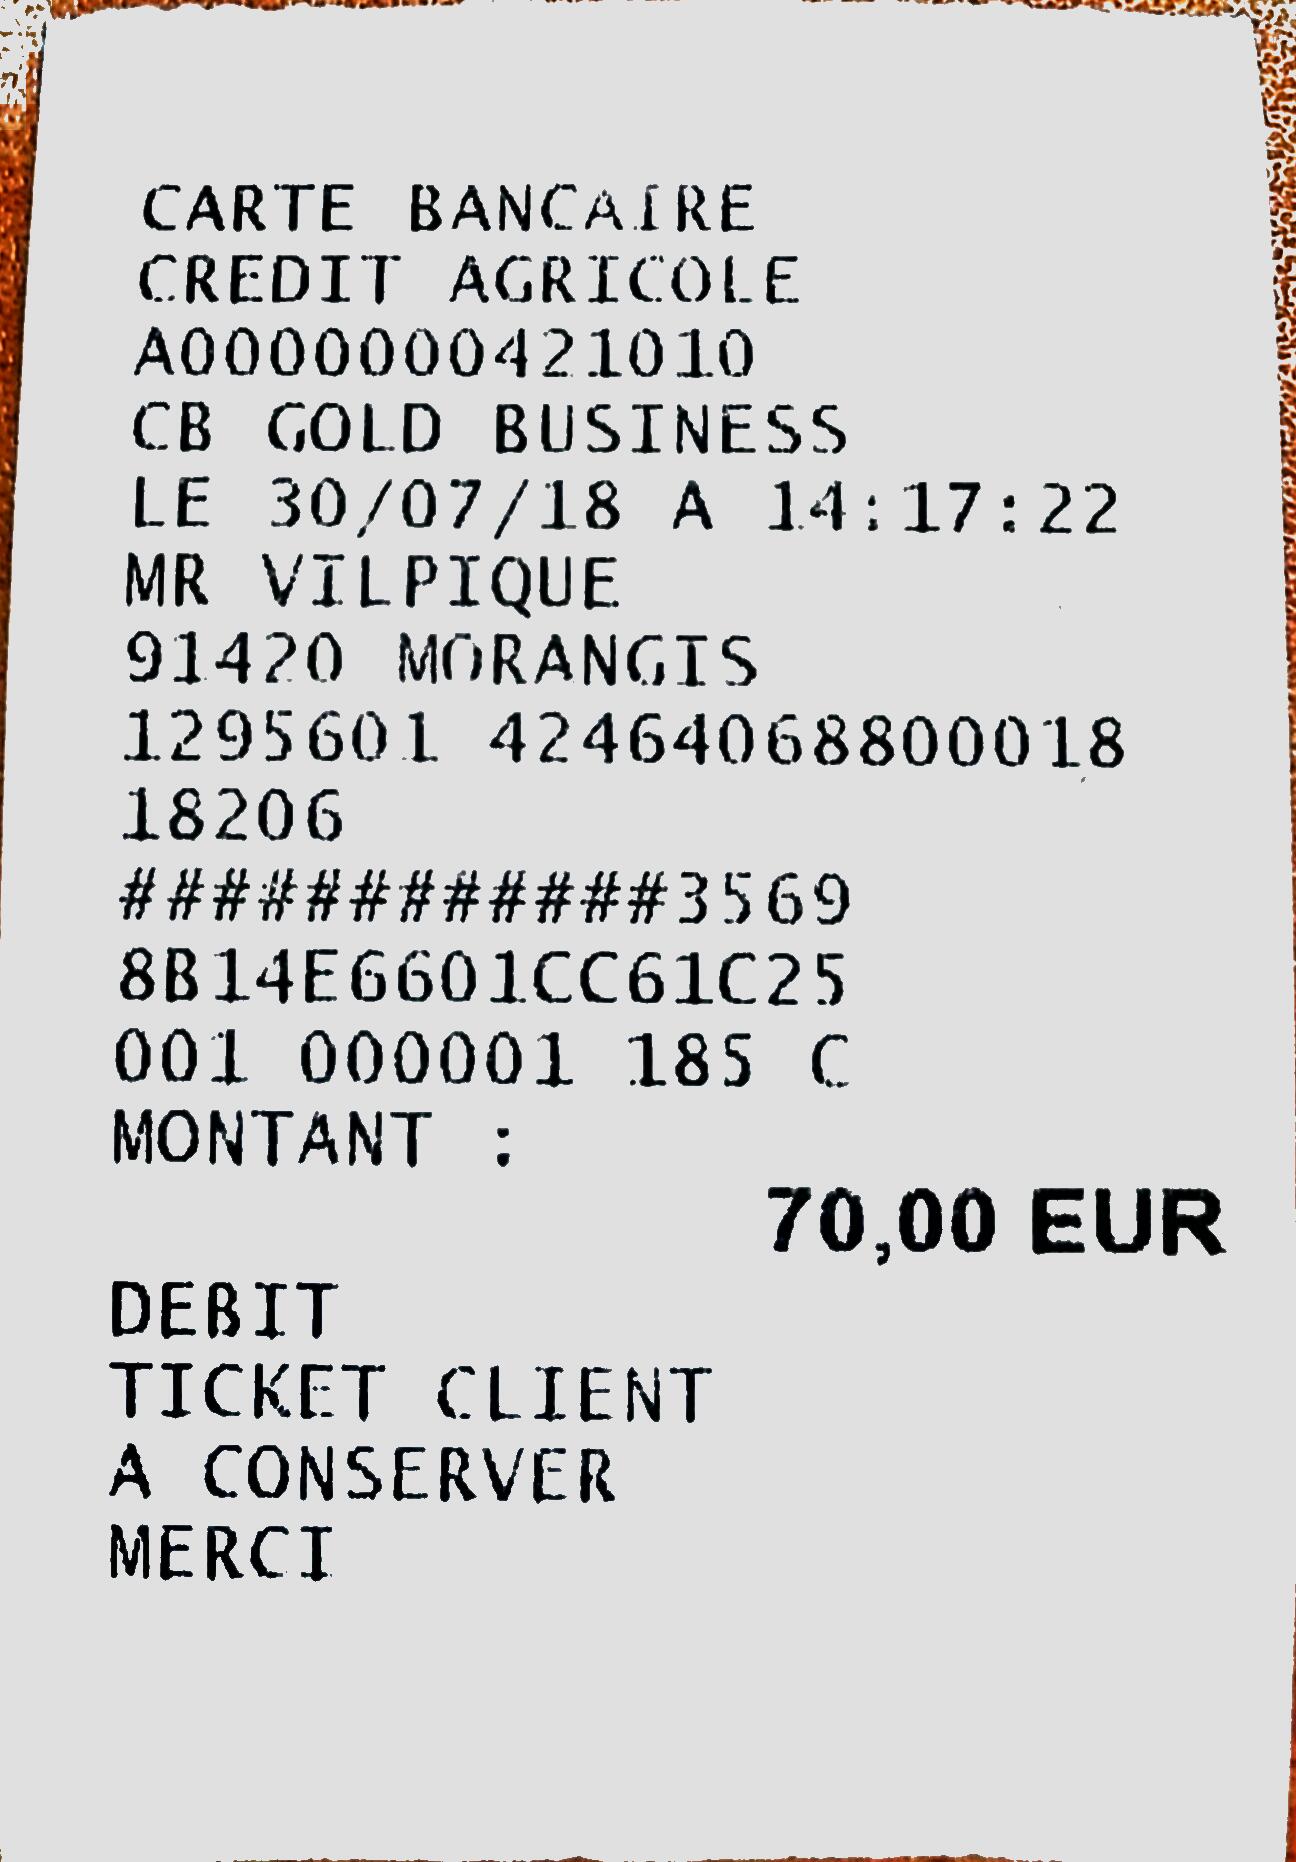 CARTE BANCAIRE
CREDIT AGRICOLE
A0000000421010
CB GOLD BUSINESS
LE 30/07/18 A 14:17:22
MR VILPIQUE
91420 MORANGIS
1295601 42464068800018
18206
############3569
8B14E6601CC61C25
001 000001 185 C
MONTANT :
70,00 EUR
DEBIT
TICKET CLIENT
A CONSERVER
MERCI